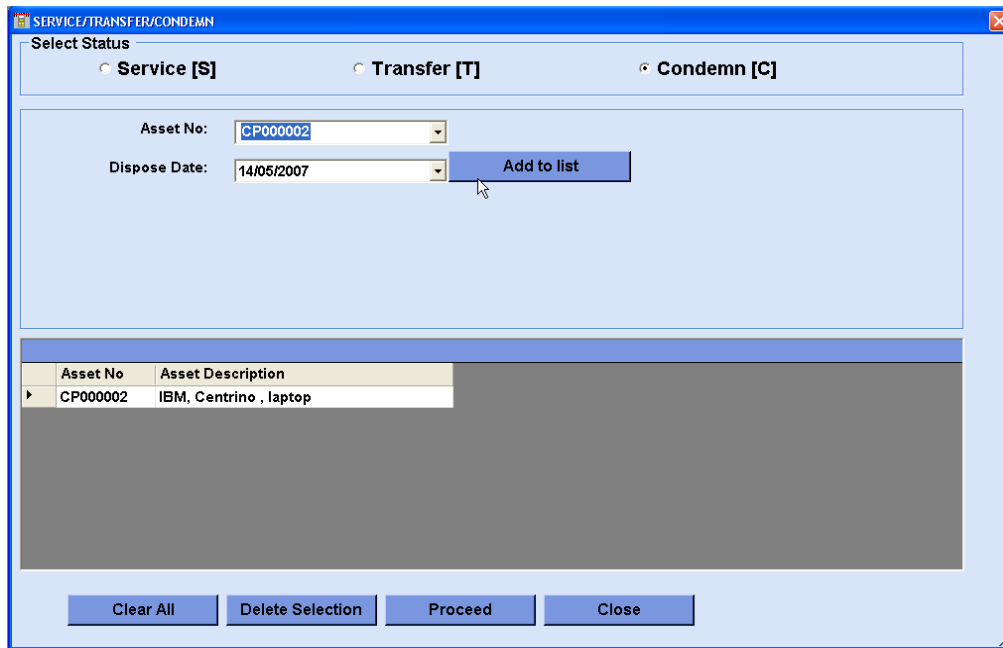 SERVICE/TRANSFER/CONDEMN
Select Status
Service [S] Transfer [T] Condemn [C]
Asset No: CP000002
Dispose Date: 14/05/2007 Add to list
Asset No Asset Description
CP000002 IBM, Centrino , laptop
Clear All Delete Selection Proceed Close